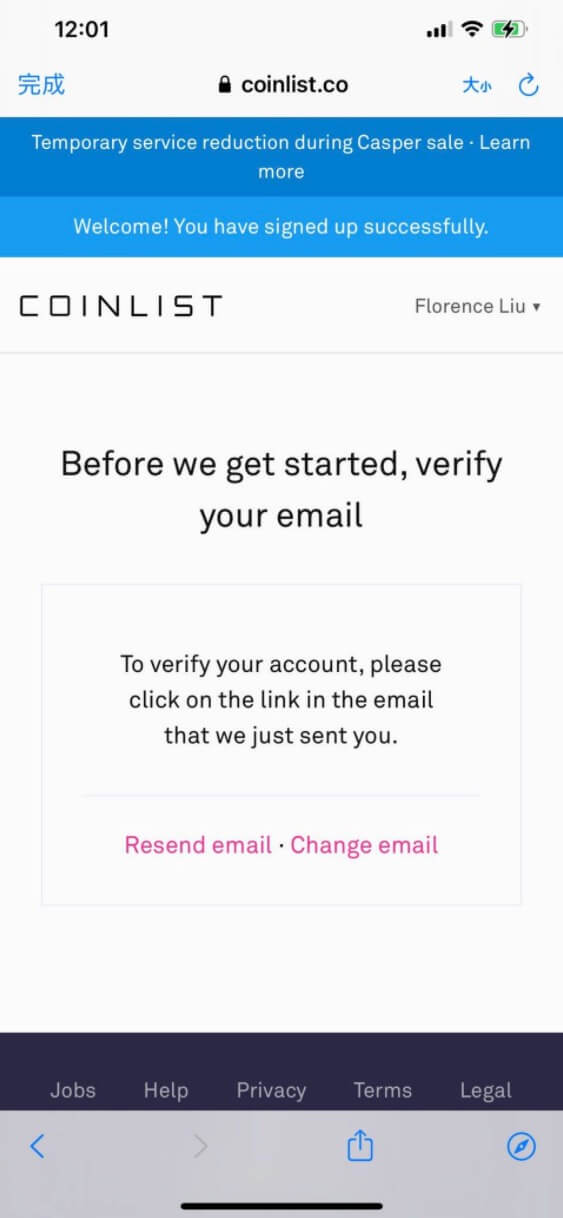 12:01
完成
coinlist.co
大小
Temporary service reduction during Casper sale · Learn
more
Welcome! You have signed up successfully.
COINLIST
Florence Liu ▾
Before we get started, verify
your email
To verify your account, please
click on the link in the email
that we just sent you.
Resend email · Change email
Jobs Help Privacy Terms Legal